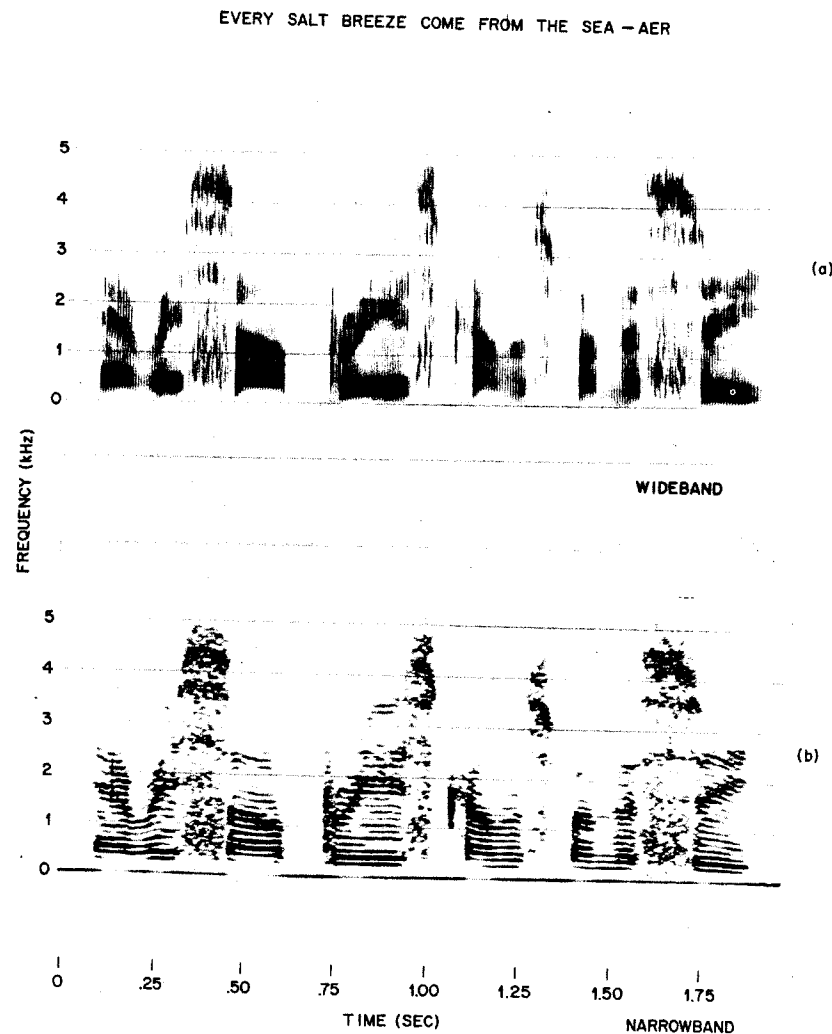 EVERY SALT BREEZE COME FROM THE SEA – AER
5
4
3
2
1
0
(a)
FREQUENCY (kHz)
WIDEBAND
5
4
3
2
1
0
(b)
0 .25 .50 .75 1.00 1.25 1.50 1.75
TIME (SEC)
NARROWBAND